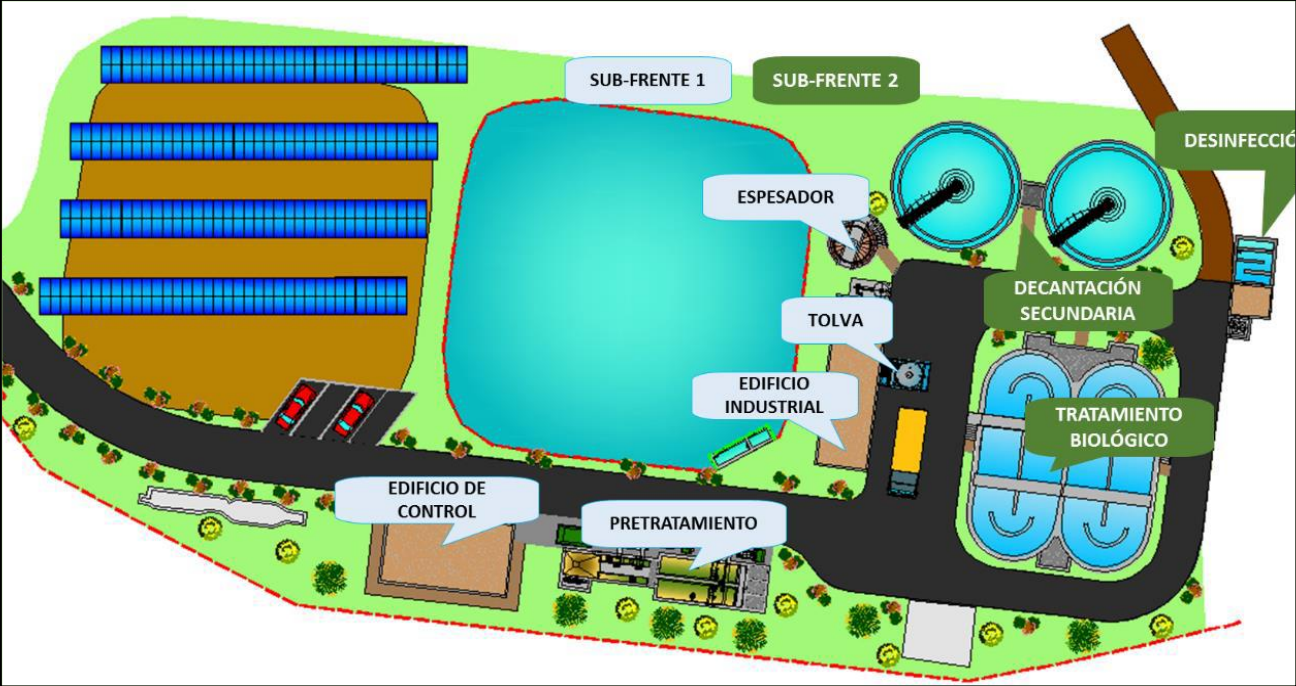 SUB-FRENTE 1
SUB-FRENTE 2
DESINFECCIÓ
ESPESADOR
DECANTACIÓN
SECUNDARIA
TOLVA
EDIFICIO
INDUSTRIAL
TRATAMIENTO
BIOLÓGICO
EDIFICIO DE
CONTROL
PRETRATAMIENTO